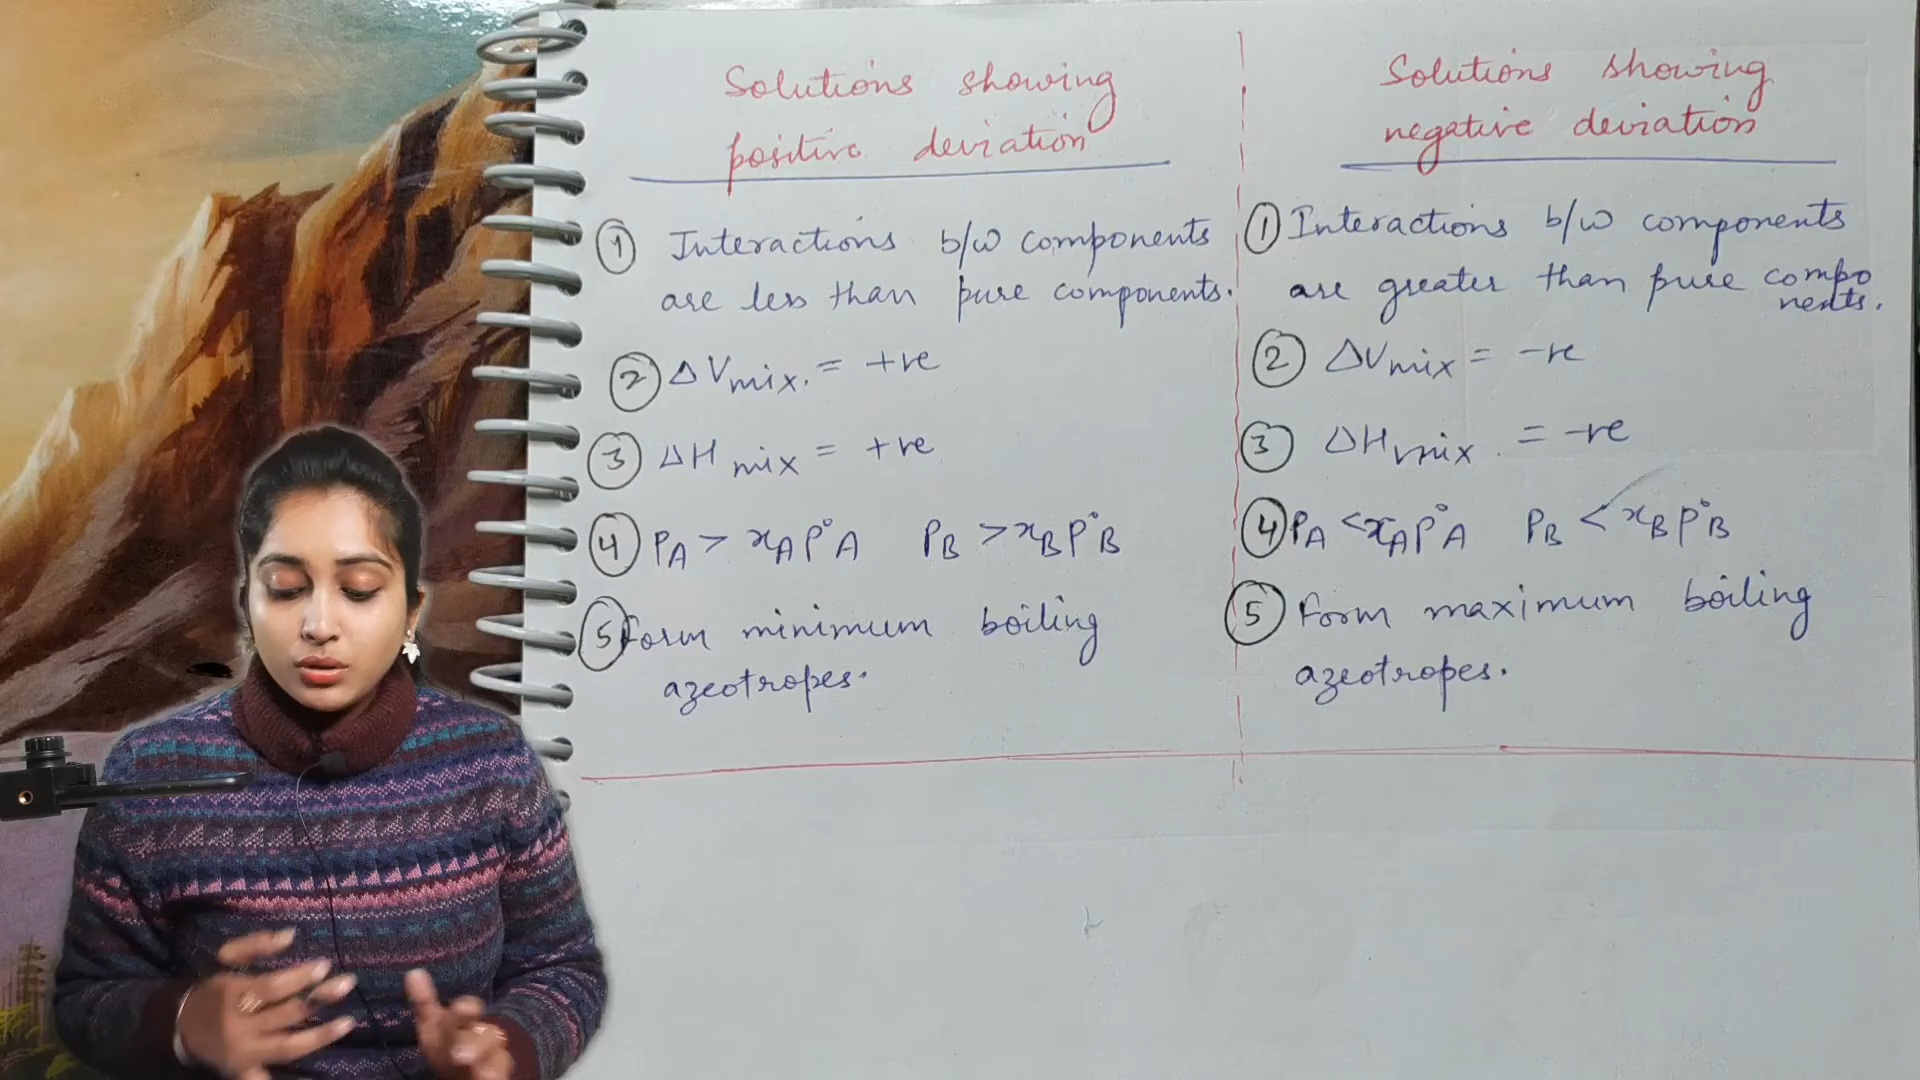 Solutions showing
positive deviation
① Interactions b/w components
are less than pure components.
② ΔVmix. = +ve
③ ΔH mix = +ve
④ PA > xAP°A PB > xBP°B
⑤ Form minimum boiling
azeotropes.
Solutions showing
negative deviation
① Interactions b/w components
are greater than pure compo
nents.
② ΔVmix = -ve
③ ΔHmix. = -ve
④ PA < xAP°A PB < xBP°B
⑤ Form maximum boiling
azeotropes.